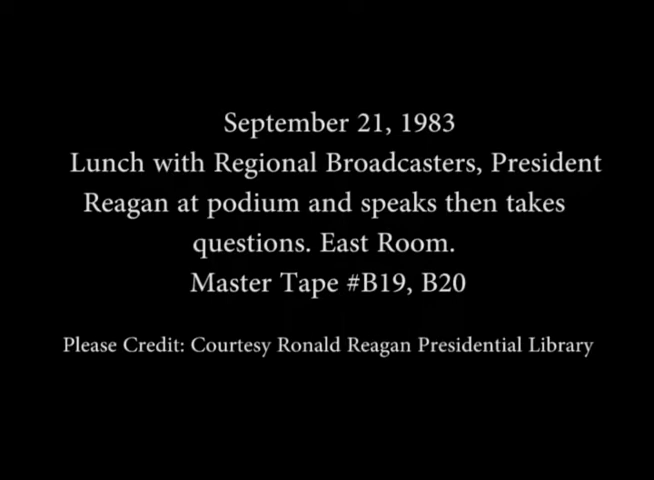 September 21, 1983
Lunch with Regional Broadcasters, President
Reagan at podium and speaks then takes
questions. East Room.
Master Tape #B19, B20
Please Credit: Courtesy Ronald Reagan Presidential Library